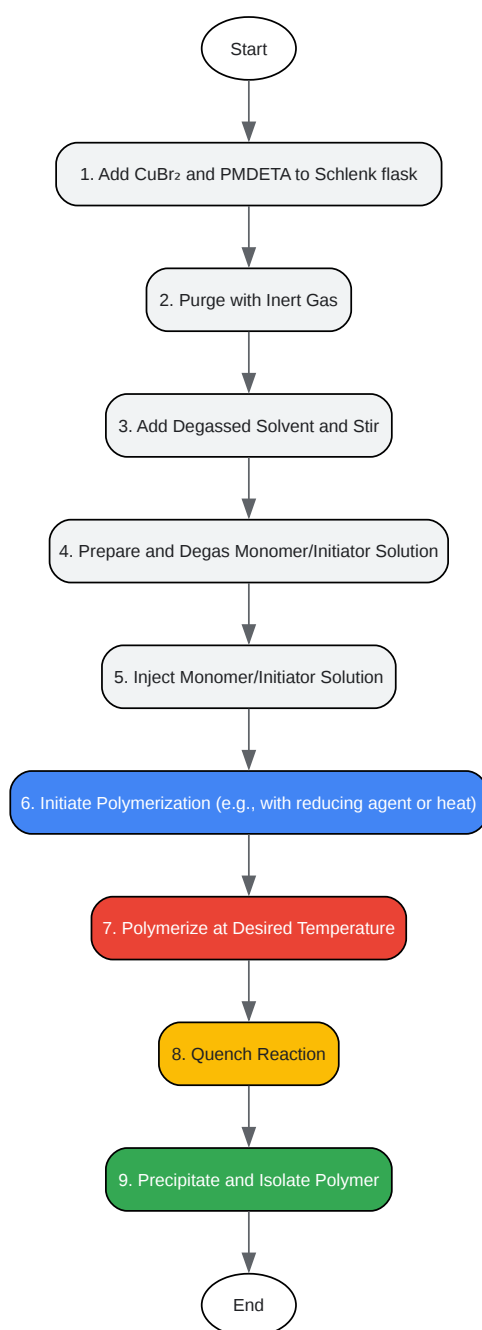 Start
1. Add CuBr₂ and PMDETA to Schlenk flask
2. Purge with Inert Gas
3. Add Degassed Solvent and Stir
4. Prepare and Degas Monomer/Initiator Solution
5. Inject Monomer/Initiator Solution
6. Initiate Polymerization (e.g., with reducing agent or heat)
7. Polymerize at Desired Temperature
8. Quench Reaction
9. Precipitate and Isolate Polymer
End